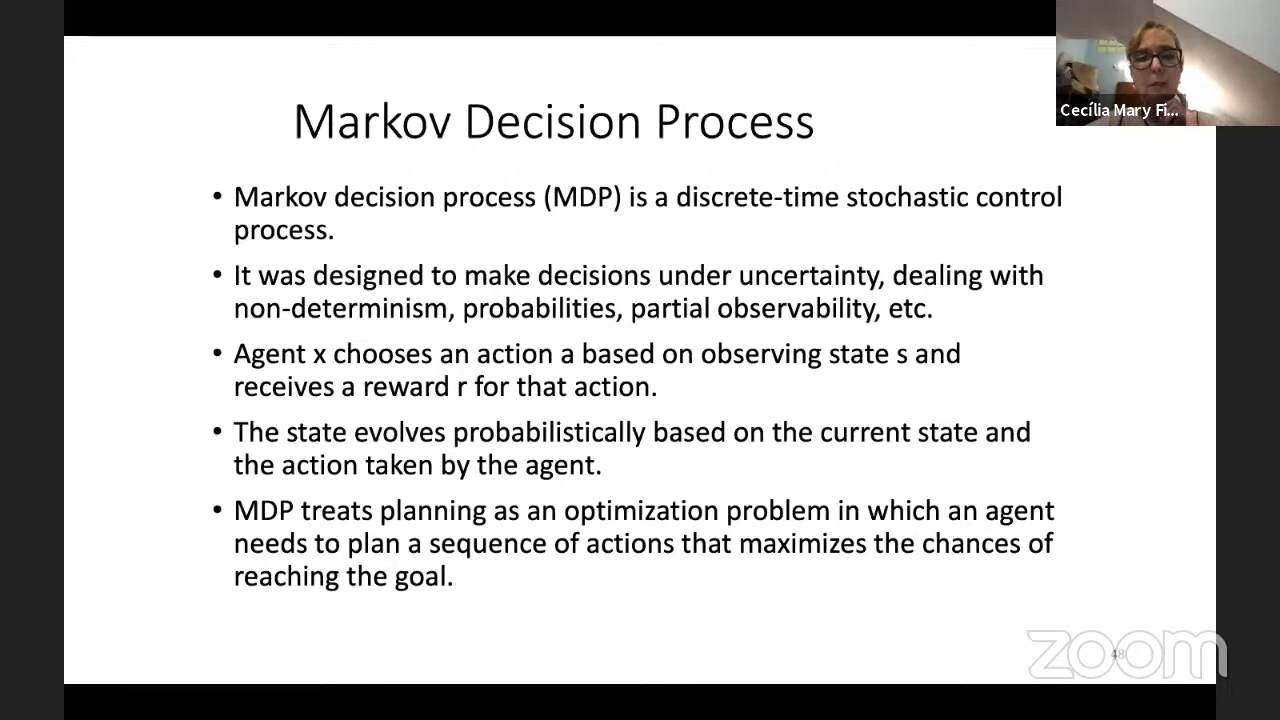 Markov Decision Process
Cecília Mary Fi...
• Markov decision process (MDP) is a discrete-time stochastic control
process.
• It was designed to make decisions under uncertainty, dealing with
non-determinism, probabilities, partial observability, etc.
• Agent x chooses an action a based on observing state s and
receives a reward r for that action.
• The state evolves probabilistically based on the current state and
the action taken by the agent.
• MDP treats planning as an optimization problem in which an agent
needs to plan a sequence of actions that maximizes the chances of
reaching the goal.
zoom
48